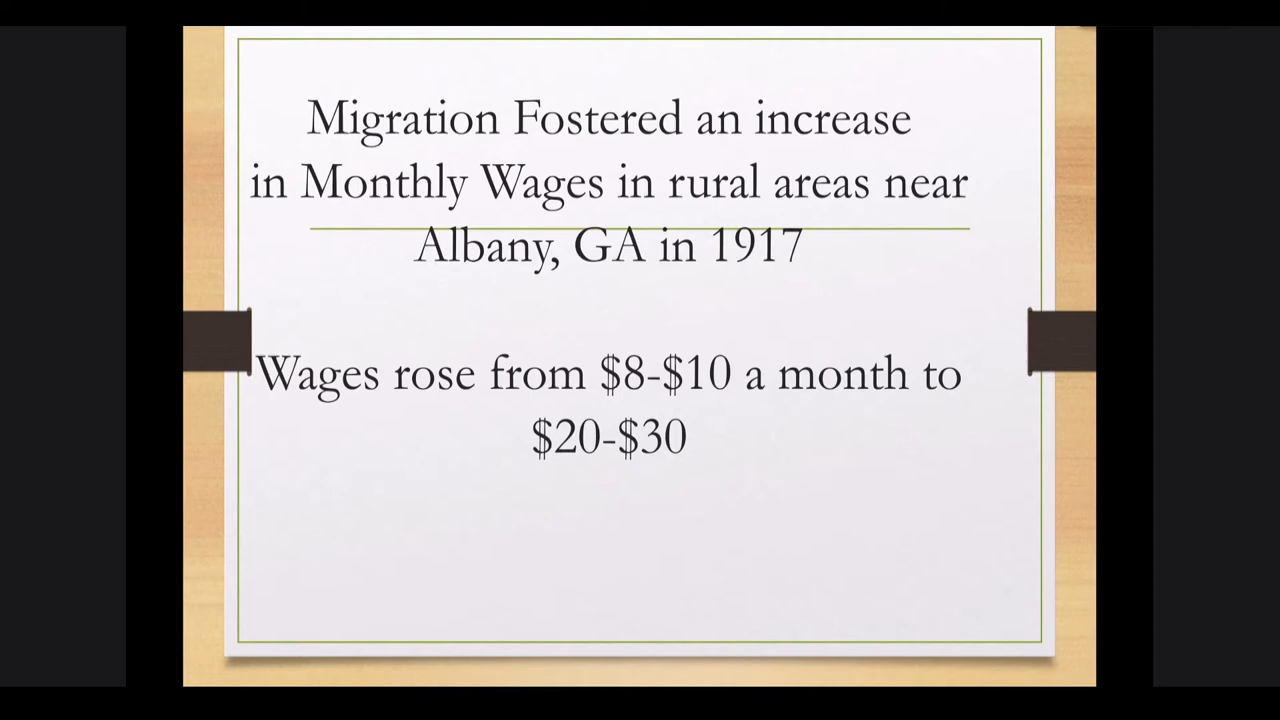 Migration Fostered an increase
in Monthly Wages in rural areas near
Albany, GA in 1917
Wages rose from $8-$10 a month to
$20-$30